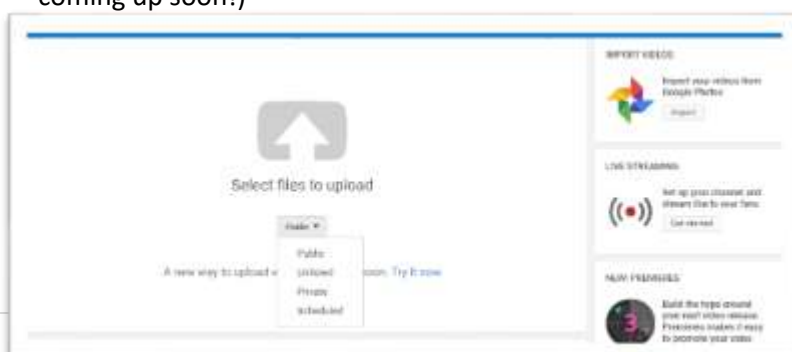 coming up soon!)
Select files to upload
Public
A new way to upload soon. Try it now
Public
Unlisted
Private
Scheduled
IMPORT VIDEOS
Import your videos from
Google Photos
Import
LIVE STREAMING
Set up your channel and
stream live to your fans
Get started
NEW PREMIERES
Build the hype around
your next video release.
Premieres makes it easy
to promote your video